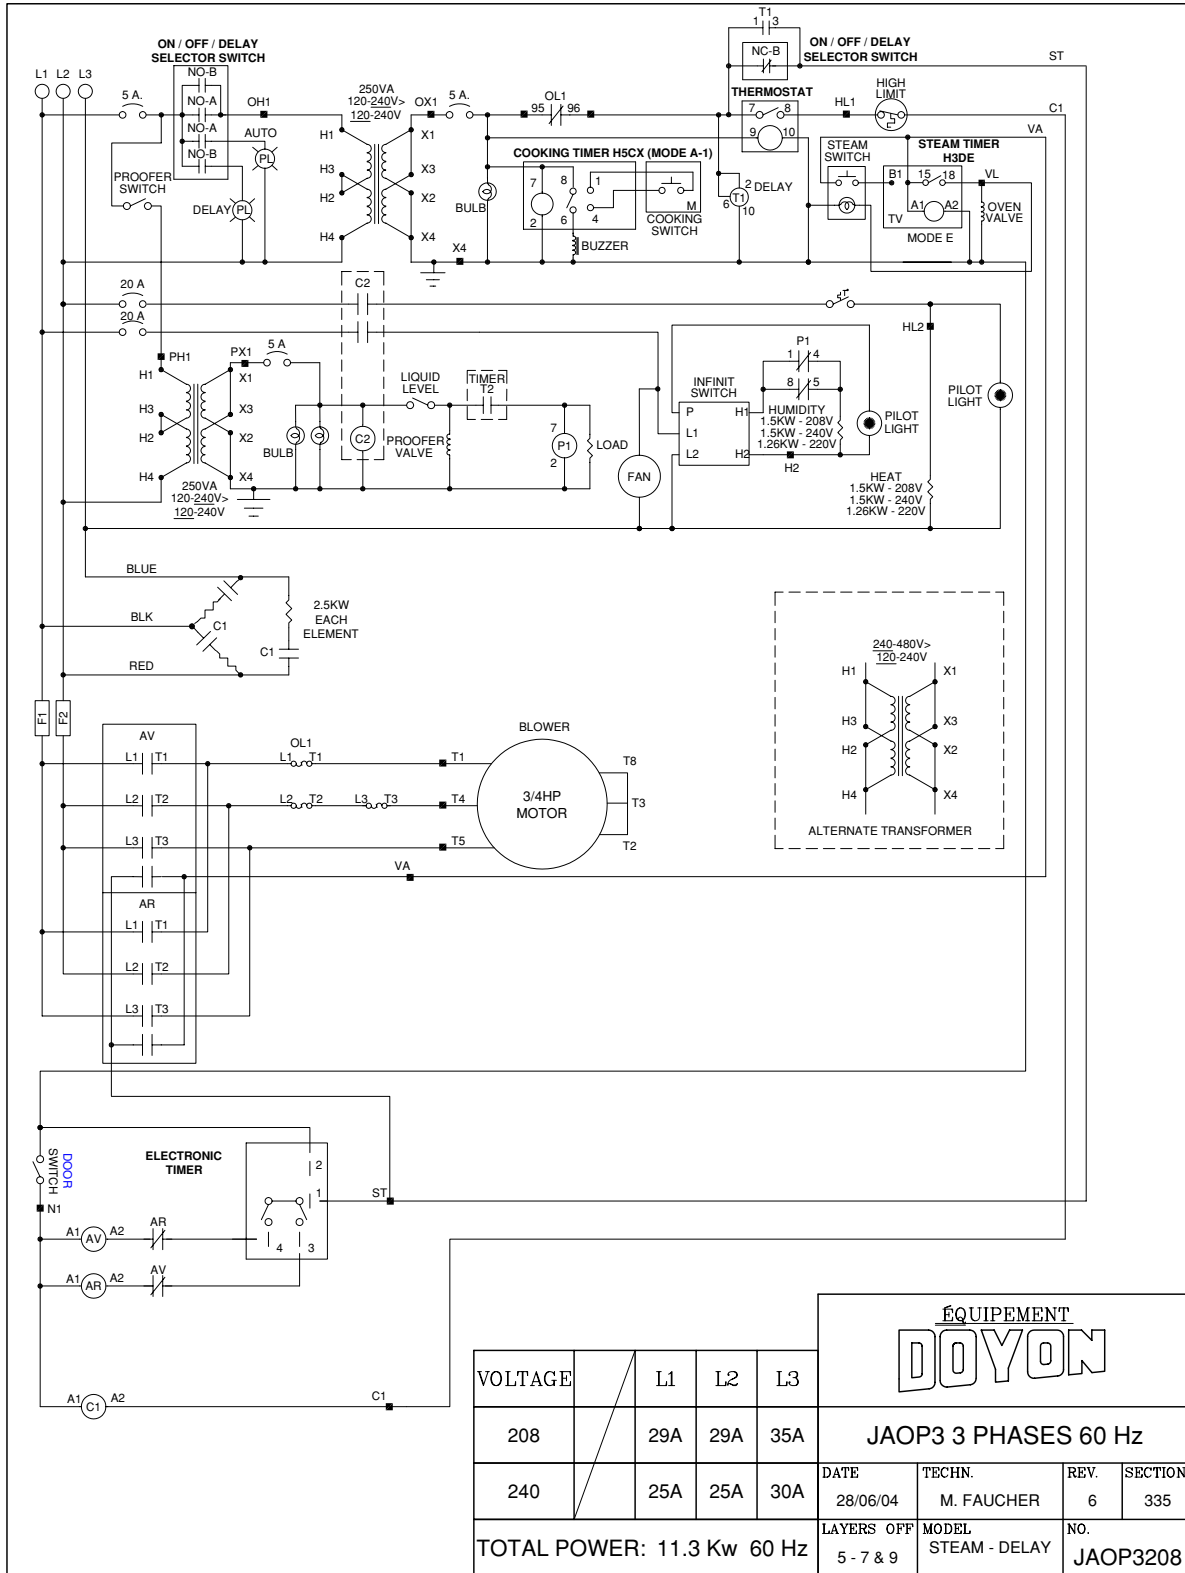 T1
1 3
ON / OFF / DELAY
SELECTOR SWITCH
NC-B
ON / OFF / DELAY
SELECTOR SWITCH
ST
L1 L2 L3
NO-B
5 A.
NO-A
OH1
NO-A
AUTO
NO-B
PL
PROOFER
SWITCH
DELAY
PL
250VA
120-240V>
120-240V
OX1
5 A.
H1
X1
H3
X3
H2
X2
H4
X4
BULB
X4
OL1
95 96
COOKING TIMER H5CX (MODE A-1)
7
8
1
2
6
4
M
COOKING
SWITCH
BUZZER
2
T1
DELAY
6
10
THERMOSTAT
7 8
9 10
HL1
HIGH
LIMIT
C1
VA
STEAM
SWITCH
STEAM TIMER
H3DE
B1
15 18
VL
A1 A2
TV
OVEN
VALVE
MODE E
20 A
20 A
C2
HL2
PH1
PX1
5 A
H1
X1
H3
X3
H2
X2
H4
X4
250VA
120-240V>
120-240V
BULB
C2
LIQUID
LEVEL
TIMER
T2
PROOFER
VALVE
7
P1
2
LOAD
FAN
INFINIT
SWITCH
P
H1
L1
L2
H2
P1
1 4
8 5
HUMIDITY
1.5KW - 208V
1.5KW - 240V
1.26KW - 220V
H2
PILOT
LIGHT
PILOT
LIGHT
HEAT
1.5KW - 208V
1.5KW - 240V
1.26KW - 220V
BLUE
BLK
C1
RED
C1
2.5KW
EACH
ELEMENT
240-480V>
120-240V
H1
X1
H3
X3
H2
X2
H4
X4
ALTERNATE TRANSFORMER
F1
F2
AV
L1 T1
L2 T2
L3 T3
OL1
L1 T1
L2 T2
L3 T3
T1
T4
T5
BLOWER
3/4HP
MOTOR
T8
T3
T2
VA
AR
L1 T1
L2 T2
L3 T3
DOOR
SWITCH
N1
ELECTRONIC
TIMER
2
1
4
3
ST
A1 AV A2
AR
A1 AR A2
AV
A1 C1 A2
C1
VOLTAGE L1 L2 L3
208 29A 29A 35A
240 25A 25A 30A
TOTAL POWER: 11.3 Kw 60 Hz
ÉQUIPEMENT
DOYON
JAOP3 3 PHASES 60 Hz
DATE TECHN. REV. SECTION
28/06/04 M. FAUCHER 6 335
LAYERS OFF MODEL NO.
5 - 7 & 9 STEAM - DELAY JAOP3208